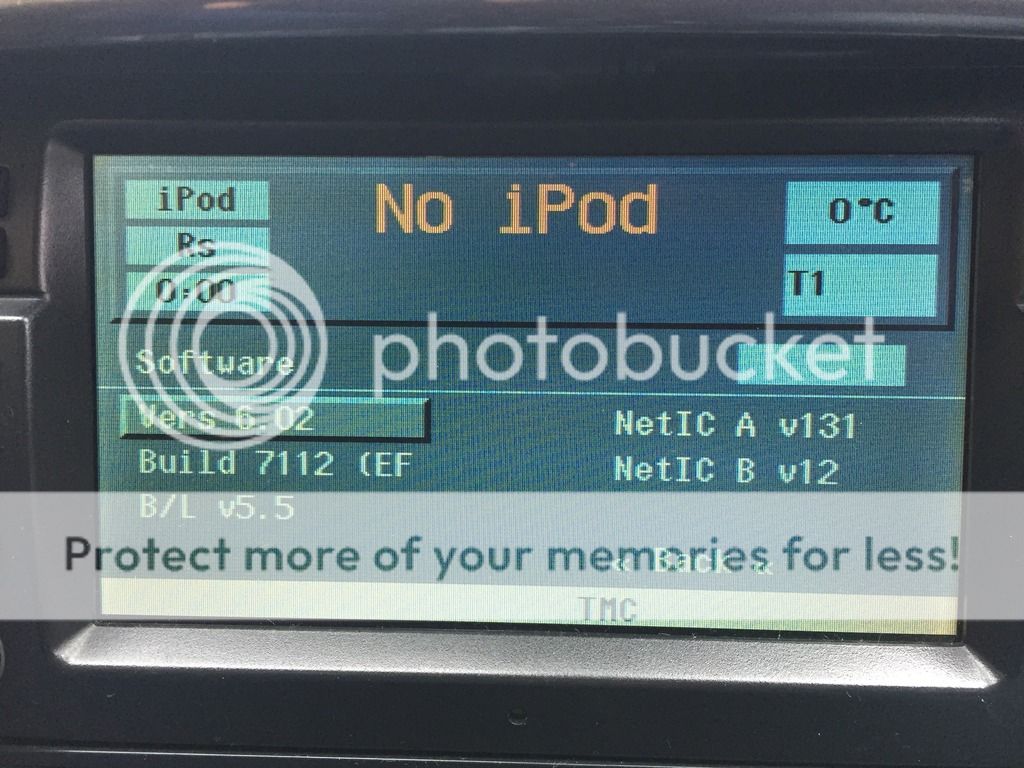 iPod
No iPod
0°C
Rs
0:00
T1
Software
photobucket
Vers 6.02
NetIC A v131
Build 7112 (EF
NetIC B v12
B/L v5.5
Protect more of your memories for less!
« Back «
TMC